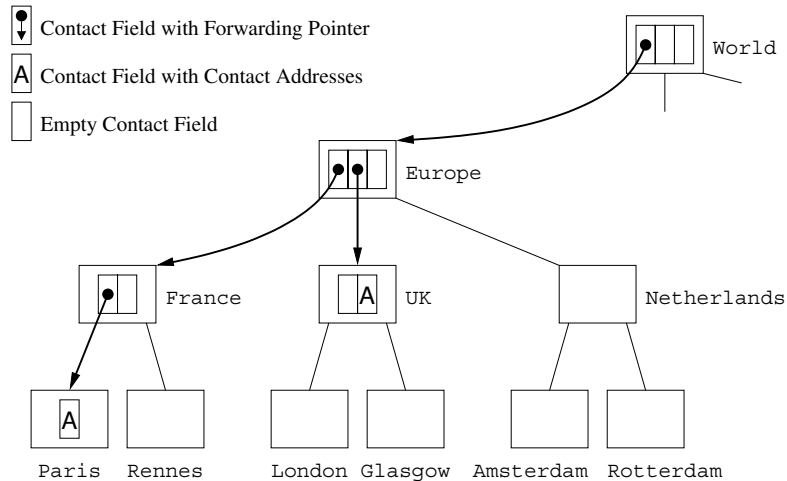 Contact Field with Forwarding Pointer
A Contact Field with Contact Addresses
Empty Contact Field
World
Europe
France
A UK
Netherlands
A
Paris Rennes London Glasgow Amsterdam Rotterdam